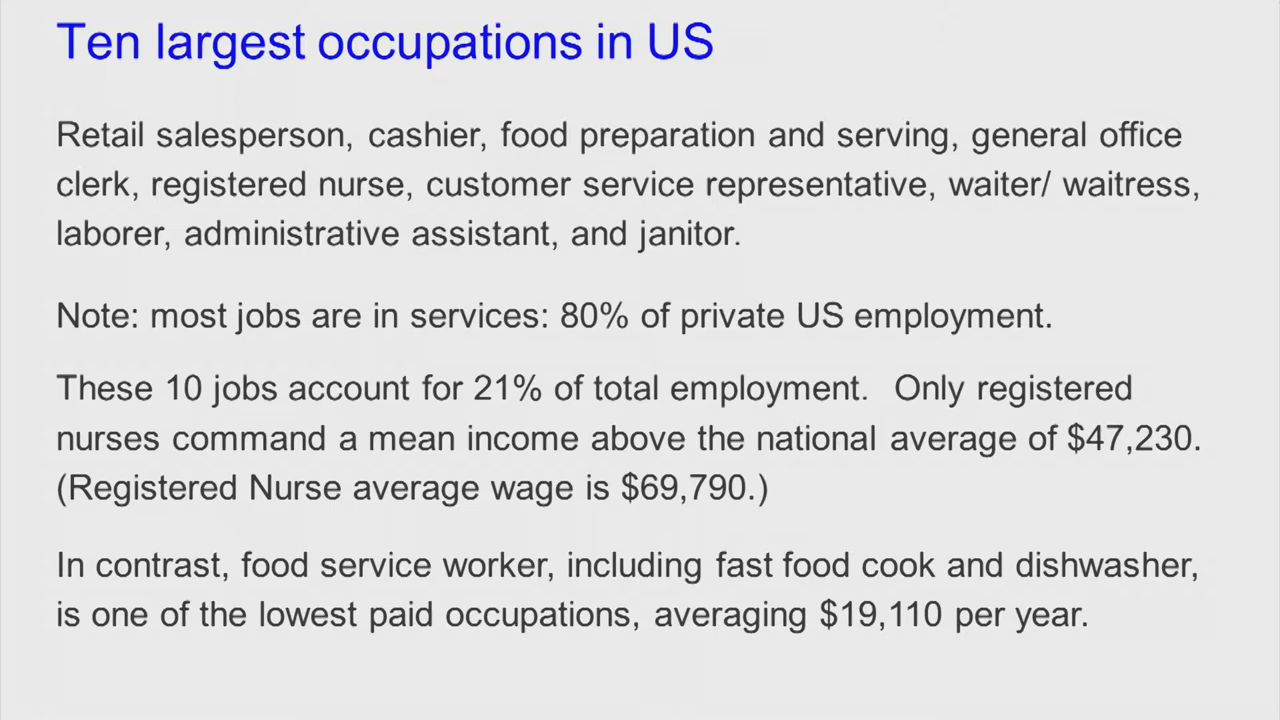 Ten largest occupations in US
Retail salesperson, cashier, food preparation and serving, general office
clerk, registered nurse, customer service representative, waiter/ waitress,
laborer, administrative assistant, and janitor.
Note: most jobs are in services: 80% of private US employment.
These 10 jobs account for 21% of total employment. Only registered
nurses command a mean income above the national average of $47,230.
(Registered Nurse average wage is $69,790.)
In contrast, food service worker, including fast food cook and dishwasher,
is one of the lowest paid occupations, averaging $19,110 per year.